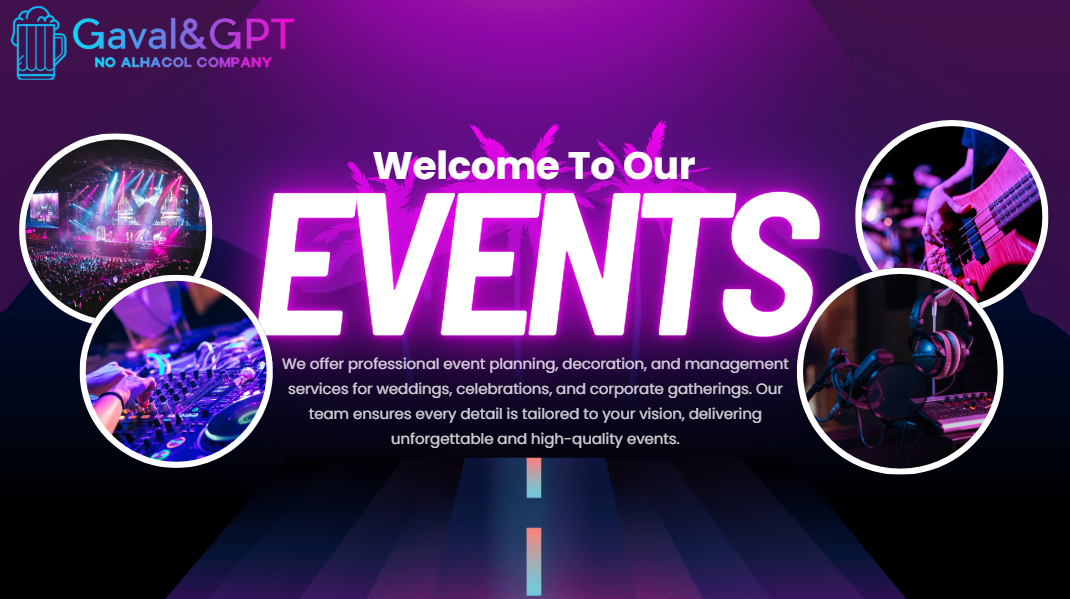 Gaval&GPT
NO ALHACOL COMPANY
Welcome To Our
EVENTS
We offer professional event planning, decoration, and management
services for weddings, celebrations, and corporate gatherings. Our
team ensures every detail is tailored to your vision, delivering
unforgettable and high-quality events.